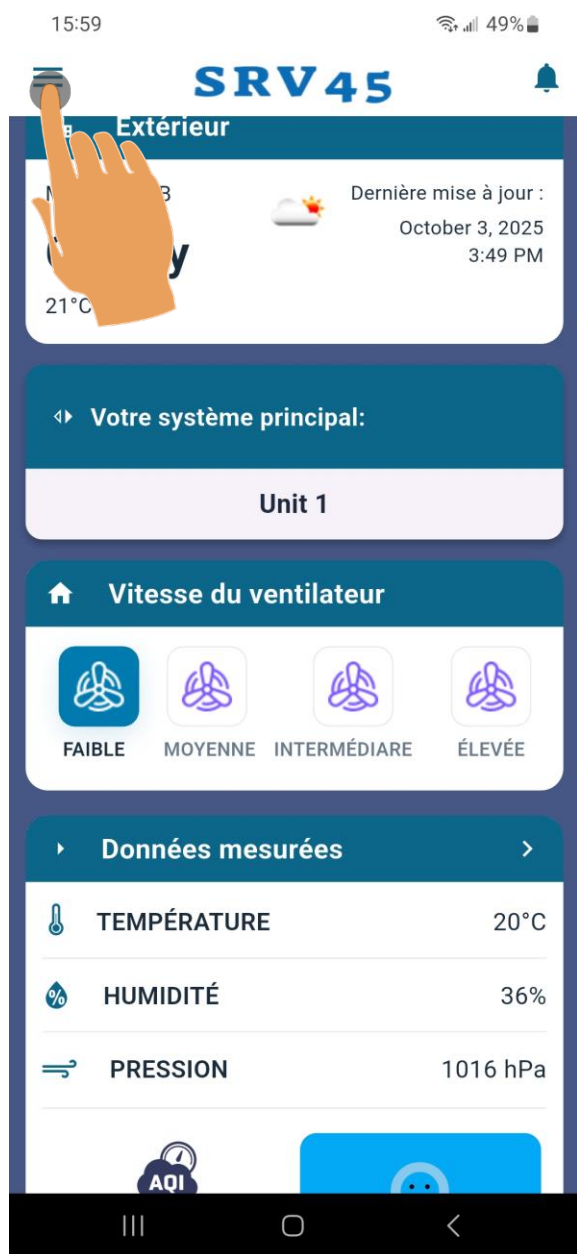 15:59
49%
SRV45
Extérieur
Dernière mise à jour :
October 3, 2025
3:49 PM
21°C
Votre système principal:
Unit 1
Vitesse du ventilateur
FAIBLE MOYENNE INTERMÉDIARE ÉLEVÉE
Données mesurées
TEMPÉRATURE 20°C
% HUMIDITÉ 36%
PRESSION 1016 hPa
AQI